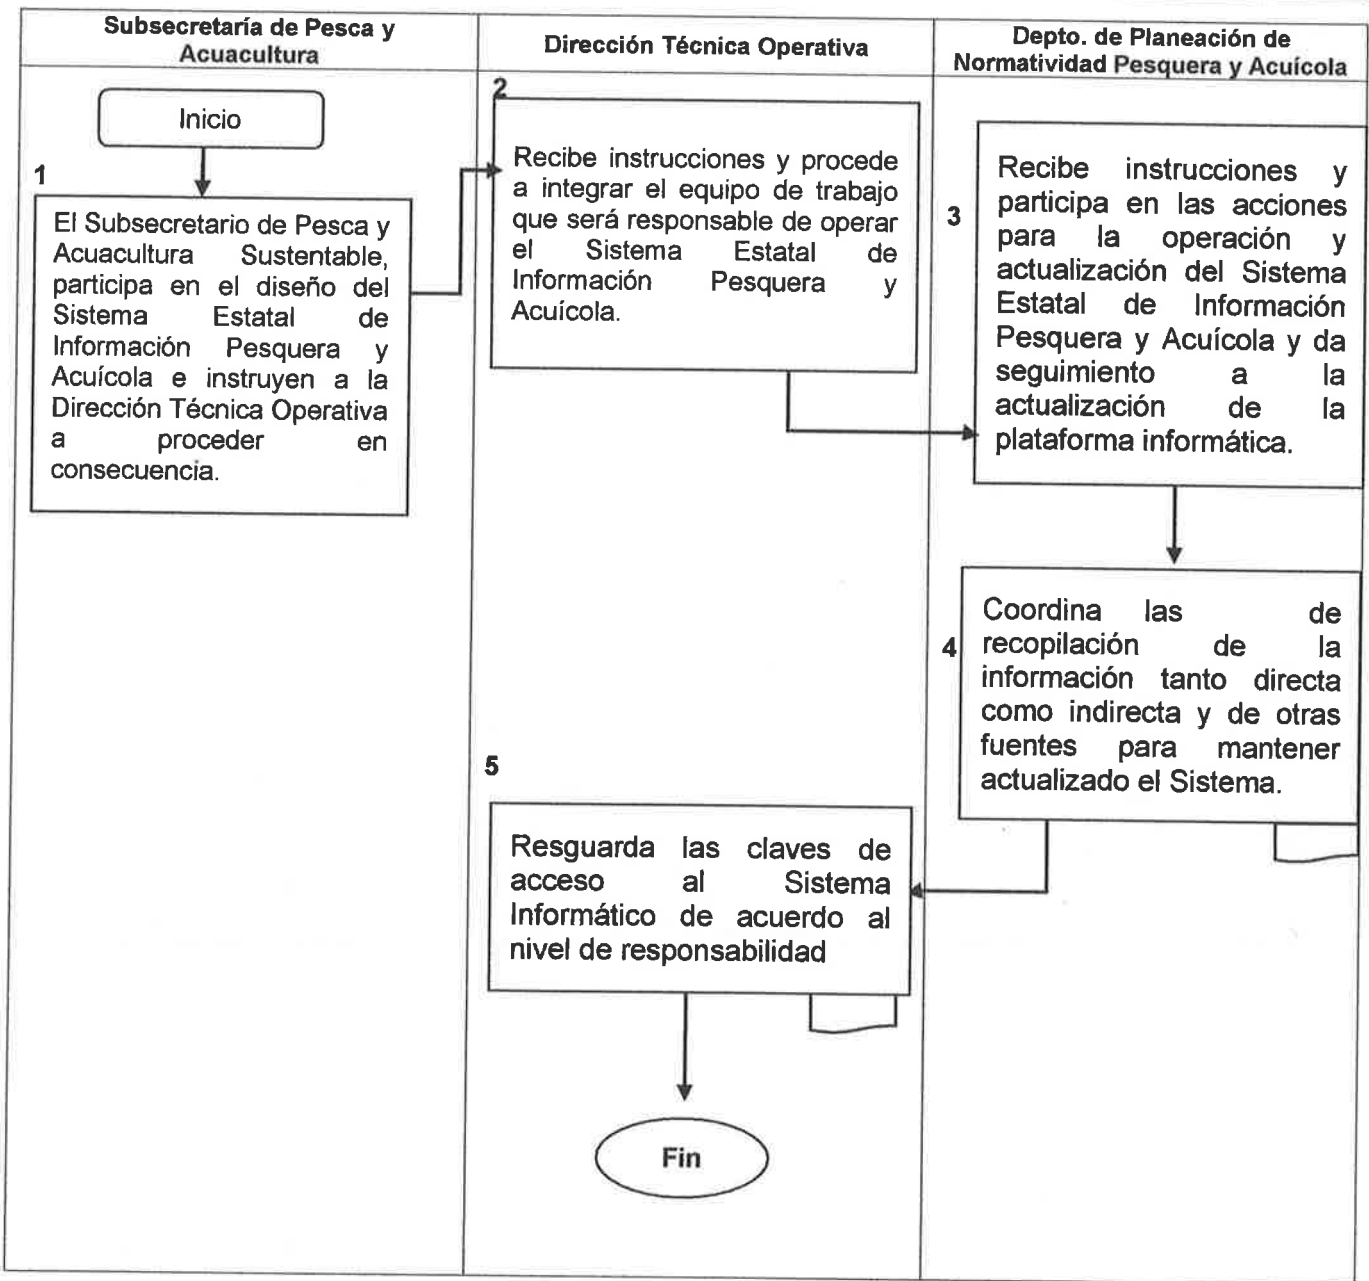 Subsecretaría de Pesca y
Acuacultura
Dirección Técnica Operativa
Depto. de Planeación de
Normatividad Pesquera y Acuícola
Inicio
1
El Subsecretario de Pesca y
Acuacultura Sustentable,
participa en el diseño del
Sistema Estatal de
Información Pesquera y
Acuícola e instruyen a la
Dirección Técnica Operativa
a proceder en
consecuencia.
2
Recibe instrucciones y procede
a integrar el equipo de trabajo
que será responsable de operar
el Sistema Estatal de
Información Pesquera y
Acuícola.
3
Recibe instrucciones y
participa en las acciones
para la operación y
actualización del Sistema
Estatal de Información
Pesquera y Acuícola y da
seguimiento a la
actualización de la
plataforma informática.
4
Coordina las de
recopilación de la
información tanto directa
como indirecta y de otras
fuentes para mantener
actualizado el Sistema.
5
Resguarda las claves de
acceso al Sistema
Informático de acuerdo al
nivel de responsabilidad
Fin